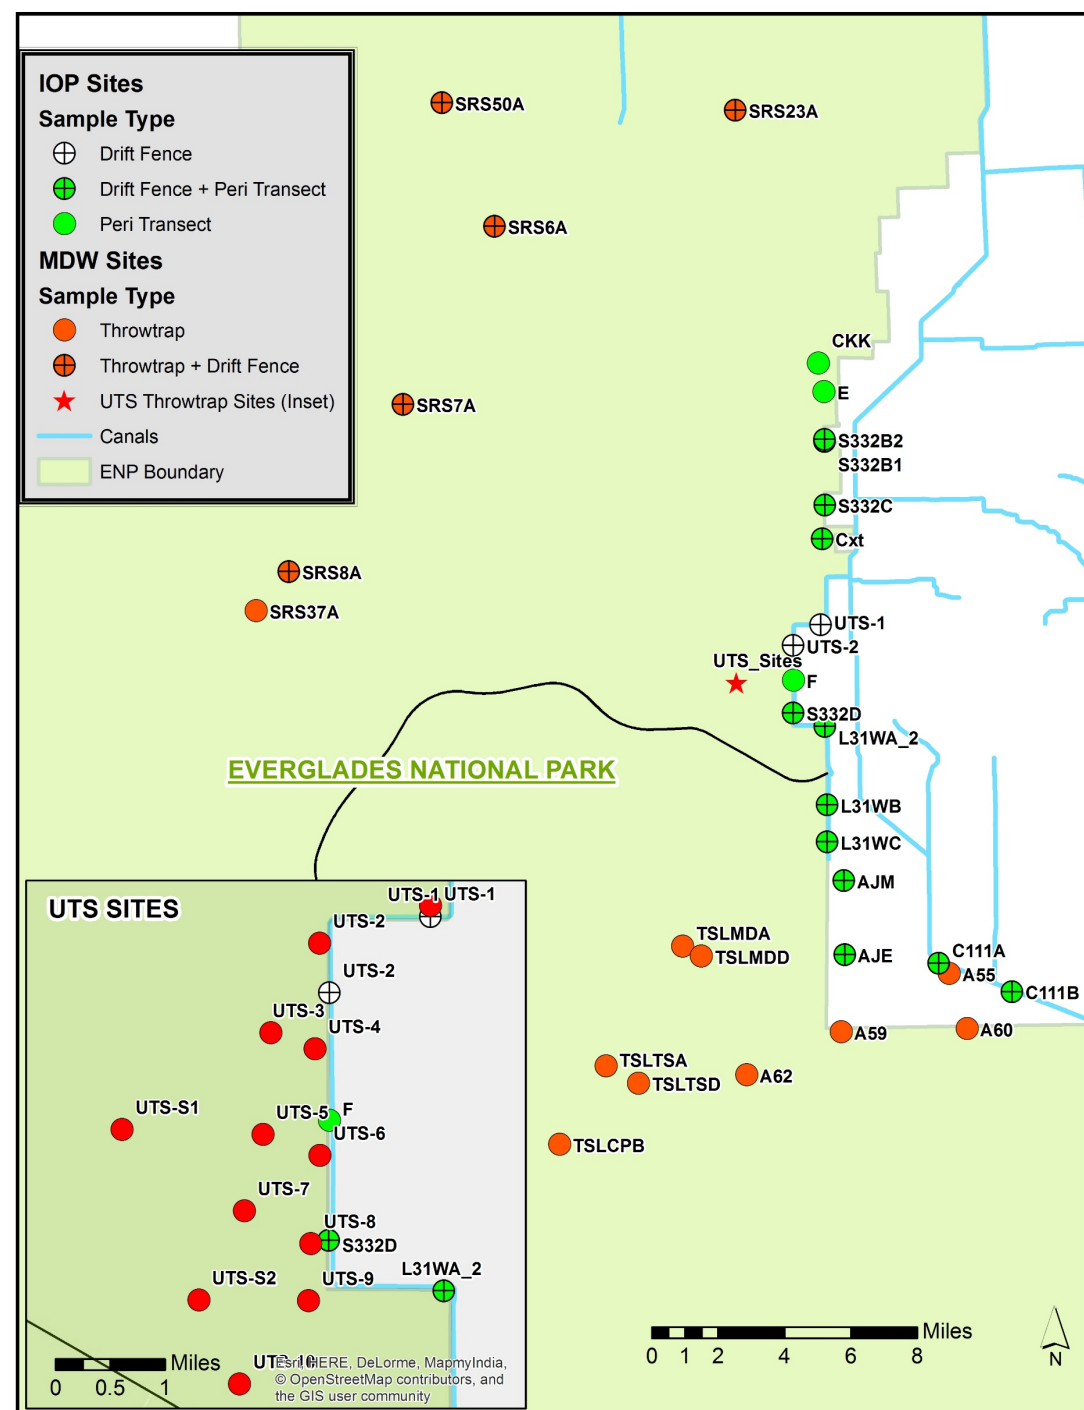 IOP Sites
Sample Type
Drift Fence
Drift Fence + Peri Transect
Peri Transect
MDW Sites
Sample Type
Throwtrap
Throwtrap + Drift Fence
UTS Throwtrap Sites (Inset)
Canals
ENP Boundary
SRS50A
SRS23A
SRS6A
CKK
E
SRS7A
S332B2
S332B1
S332C
Cxt
SRS8A
SRS37A
UTS-1
UTS-2
UTS_Sites
F
S332D
L31WA_2
EVERGLADES NATIONAL PARK
L31WB
L31WC
AJM
TSLMDA
TSLMDD
AJE
C111A
A55
C111B
A59
A60
TSLTSA
TSLTSD
A62
TSLCPB
UTS SITES
UTS-1 UTS-1
UTS-2
UTS-2
UTS-3
UTS-4
UTS-S1
UTS-5
F
UTS-6
UTS-7
UTS-8
S332D
L31WA_2
UTS-S2
UTS-9
UTS-10
Miles
0 0.5 1
Esri, HERE, DeLorme, MapmyIndia,
© OpenStreetMap contributors, and
the GIS user community
Miles
0 1 2 4 6 8
N